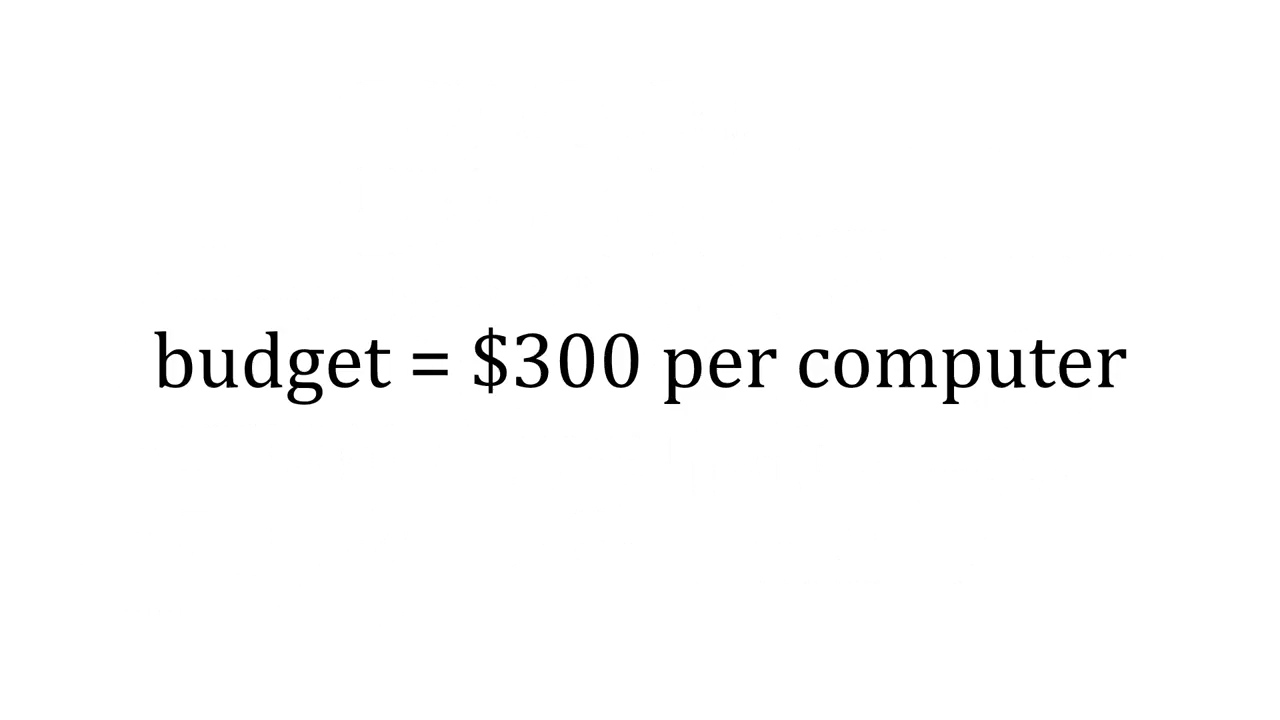 budget = $300 per computer